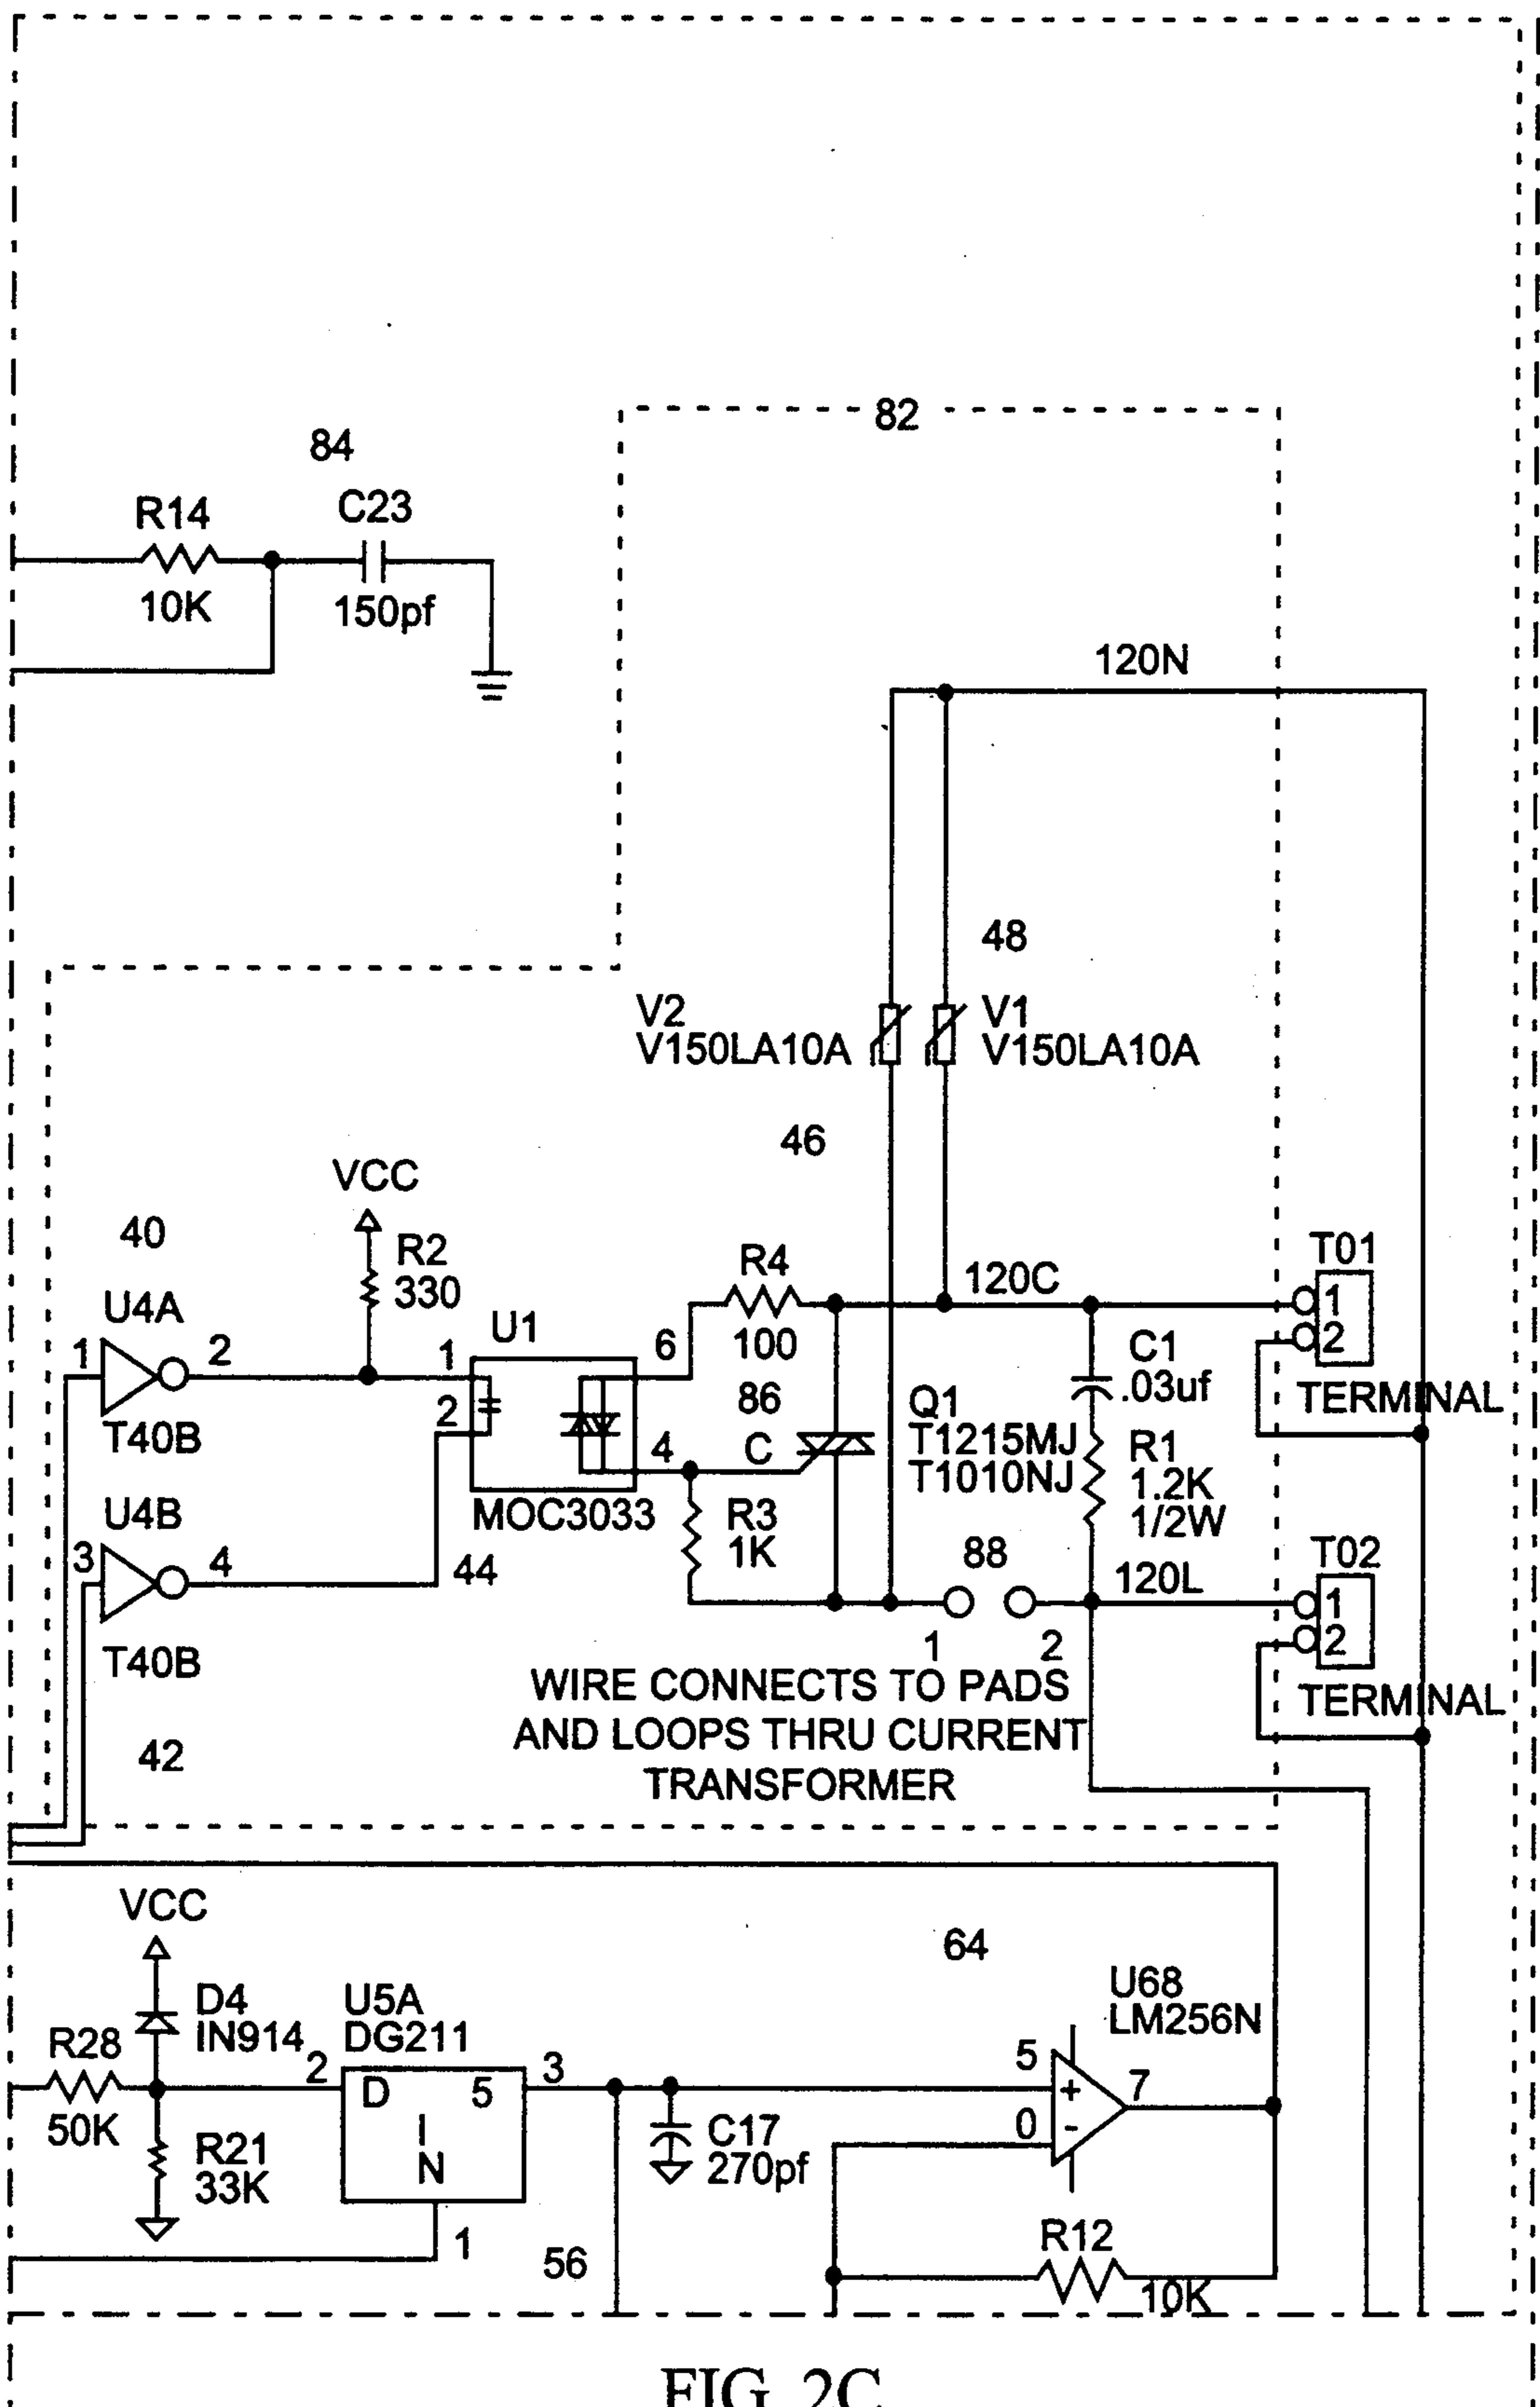 82
84
R14
C23
10K
150pf
120N
48
V2
V150LA10A
V1
V150LA10A
46
VCC
40
R2
330
R4
120C
T01
U4A
U1
1
2
1
6
100
1
2
C1
.03uf
2
86
Q1
T1215MJ
T1010NJ
TERMINAL
T40B
4
C
R1
1.2K
1/2W
U4B
MOC3033
R3
1K
3
4
44
88
120L
T02
1
2
T40B
1
2
WIRE CONNECTS TO PADS
AND LOOPS THRU CURRENT
TRANSFORMER
TERMINAL
42
VCC
64
D4
IN914
U5A
DG211
U68
LM256N
R28
2
D
5
3
5
+
7
50K
I
N
0
-
R21
33K
C17
270pf
1
56
R12
10K
FIG. 2C